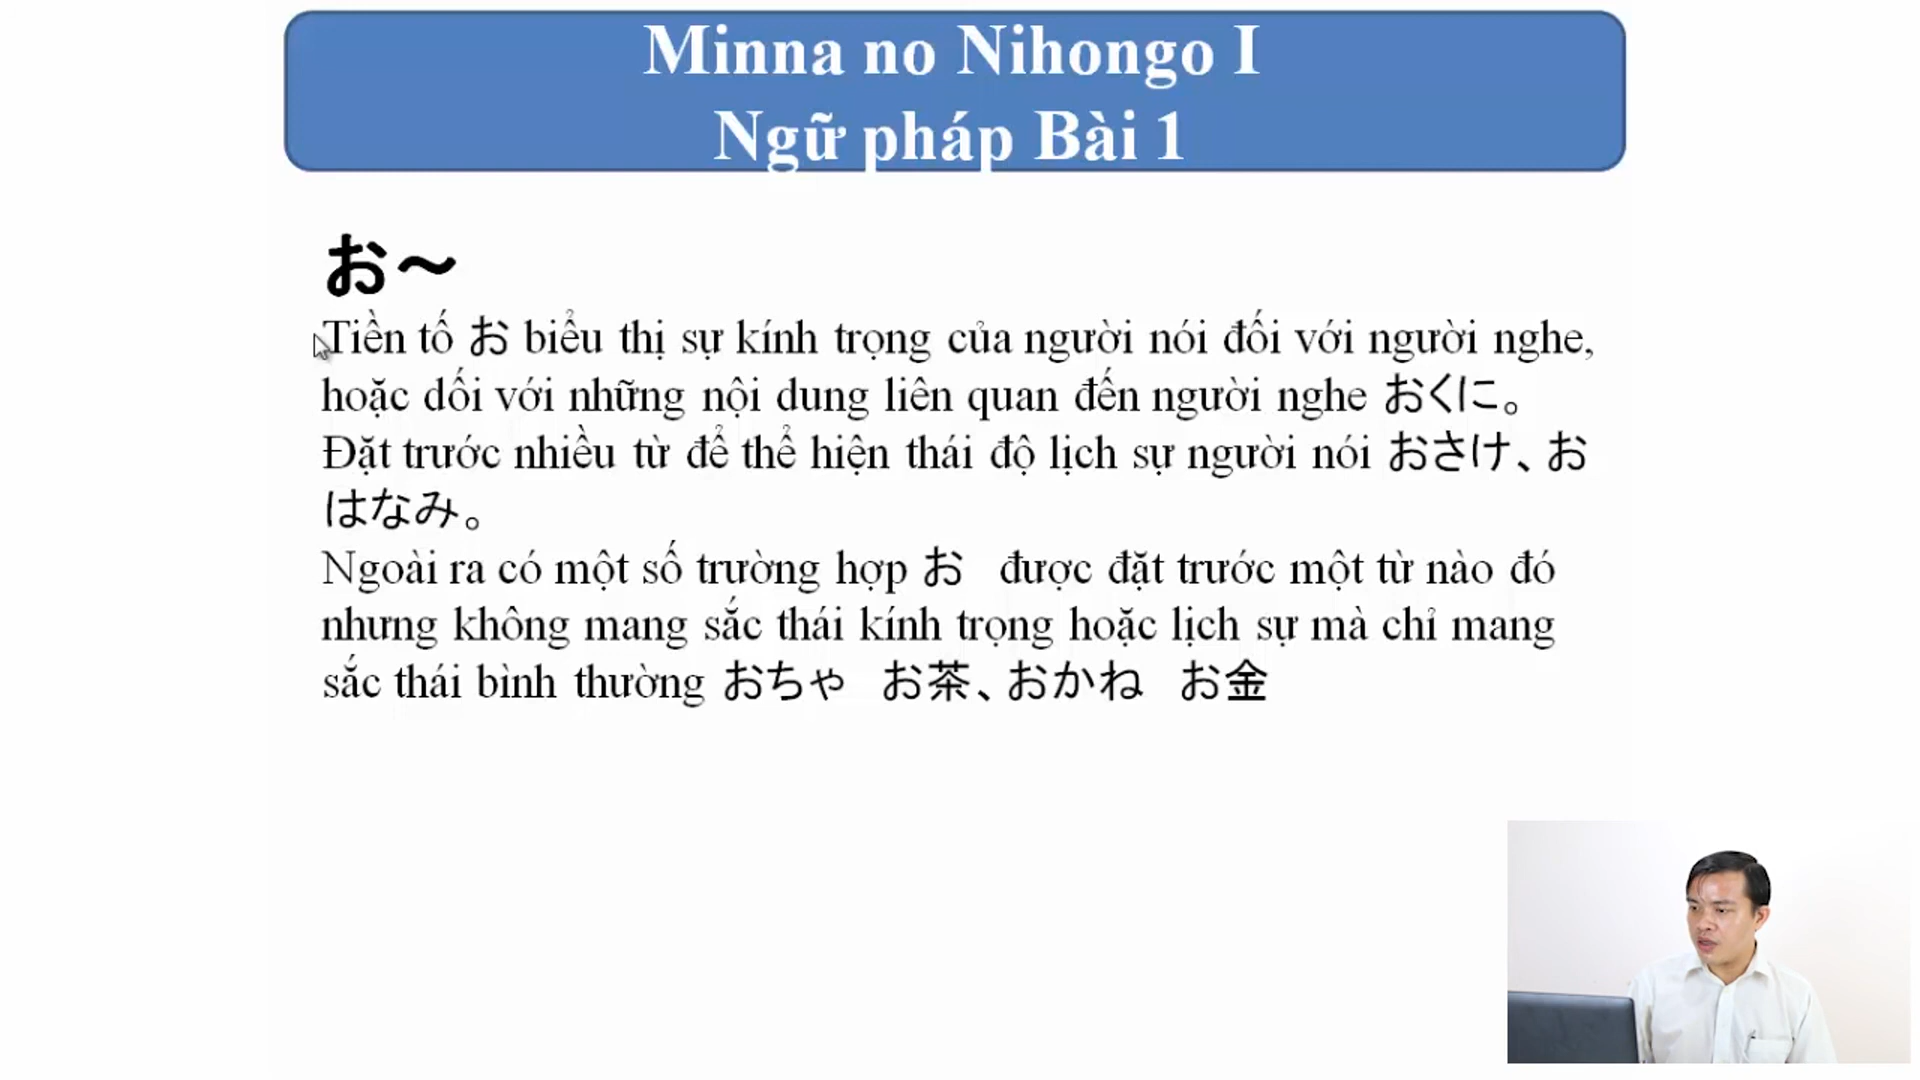 Minna no Nihongo I
Ngữ pháp Bài 1
お～
Tiền tố お biểu thị sự kính trọng của người nói đối với người nghe,
hoặc dối với những nội dung liên quan đến người nghe おくに。
Đặt trước nhiều từ để thể hiện thái độ lịch sự người nói おさけ、お
はなみ。
Ngoài ra có một số trường hợp お　được đặt trước một từ nào đó
nhưng không mang sắc thái kính trọng hoặc lịch sự mà chỉ mang
sắc thái bình thường おちゃ　お茶、おかね　お金